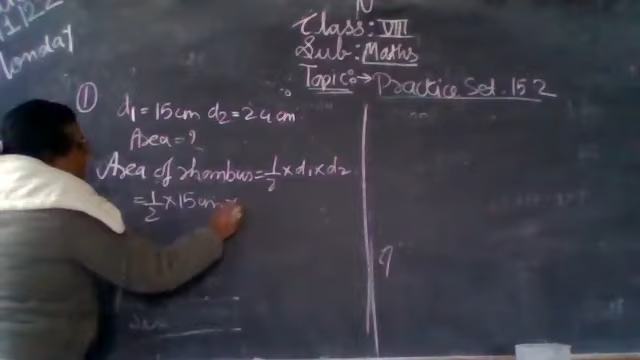 Class: VIII
Sub: Maths
Topic:→ Practice Set. 15.2
Monday
① d₁ = 15 cm d₂ = 24 cm
Area = ?
Area of rhombus = 1/2 × d₁ × d₂
= 1/2 × 15 cm ×